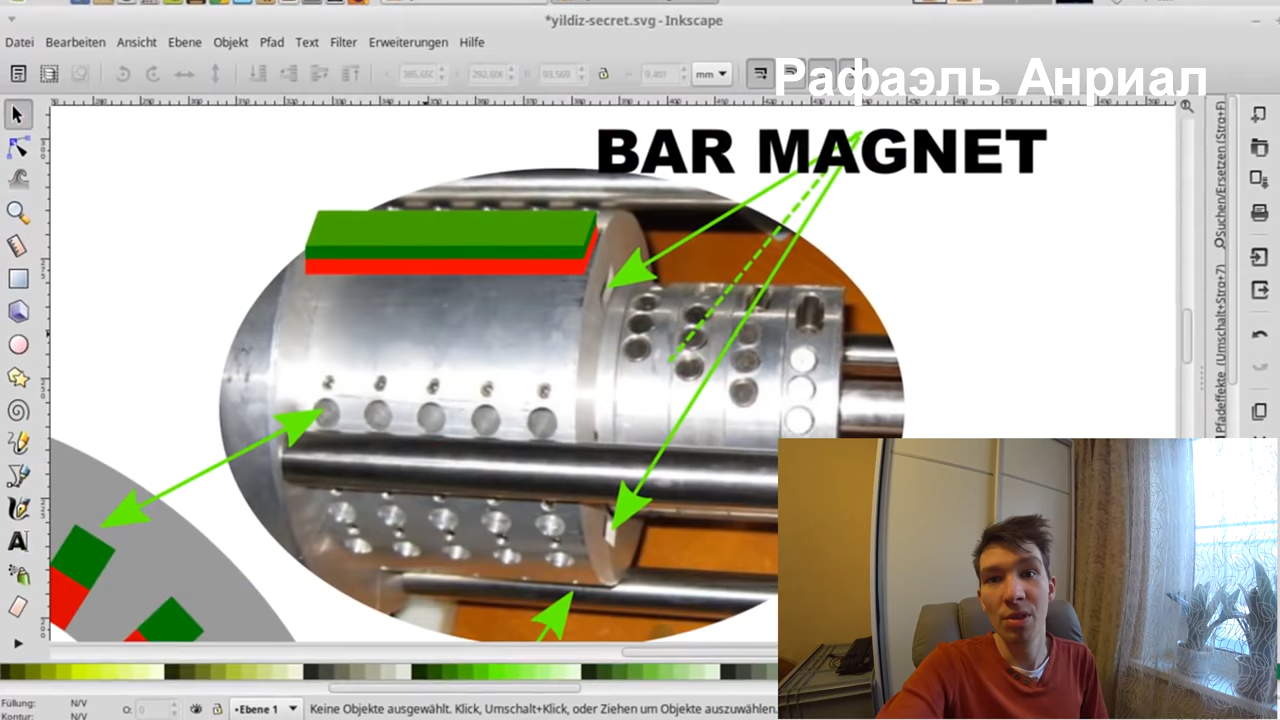 *yildiz-secret.svg - Inkscape
Datei Bearbeiten Ansicht Ebene Objekt Pfad Text Filter Erweiterungen Hilfe
mm
Рафаэль Анриал
BAR MAGNET
Suchen/Ersetzen (Strg+F)
Pfadeffekte (Umschalt+Strg+7)
Füllung: N/V
Kontur: N/V
O: 0
•Ebene 1
Keine Objekte ausgewählt. Klick, Umschalt+Klick, oder Ziehen um Objekte auszuwählen.